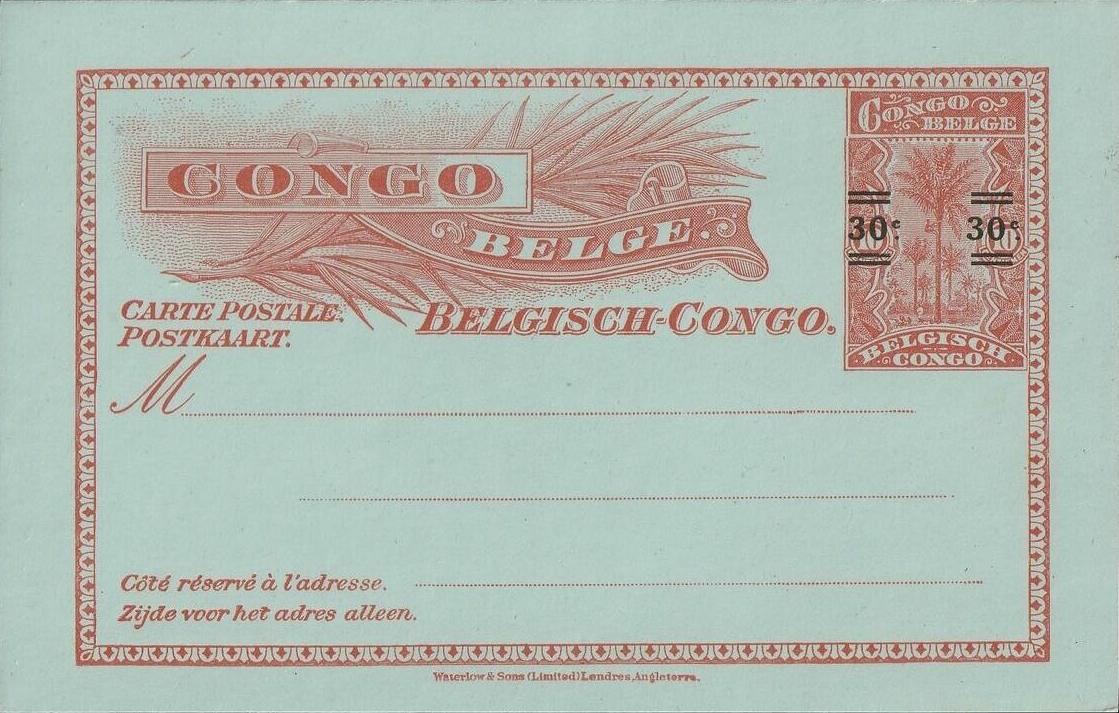 CONGO
BELGE.
CARTE POSTALE.
POSTKAART.
BELGISCH-CONGO.
CONGO
BELGE
30c 30c
BELGISCH
CONGO
M
Côté réservé à l'adresse.
Zijde voor het adres alleen.
Waterlow & Sons (Limited) Londres, Angleterre.